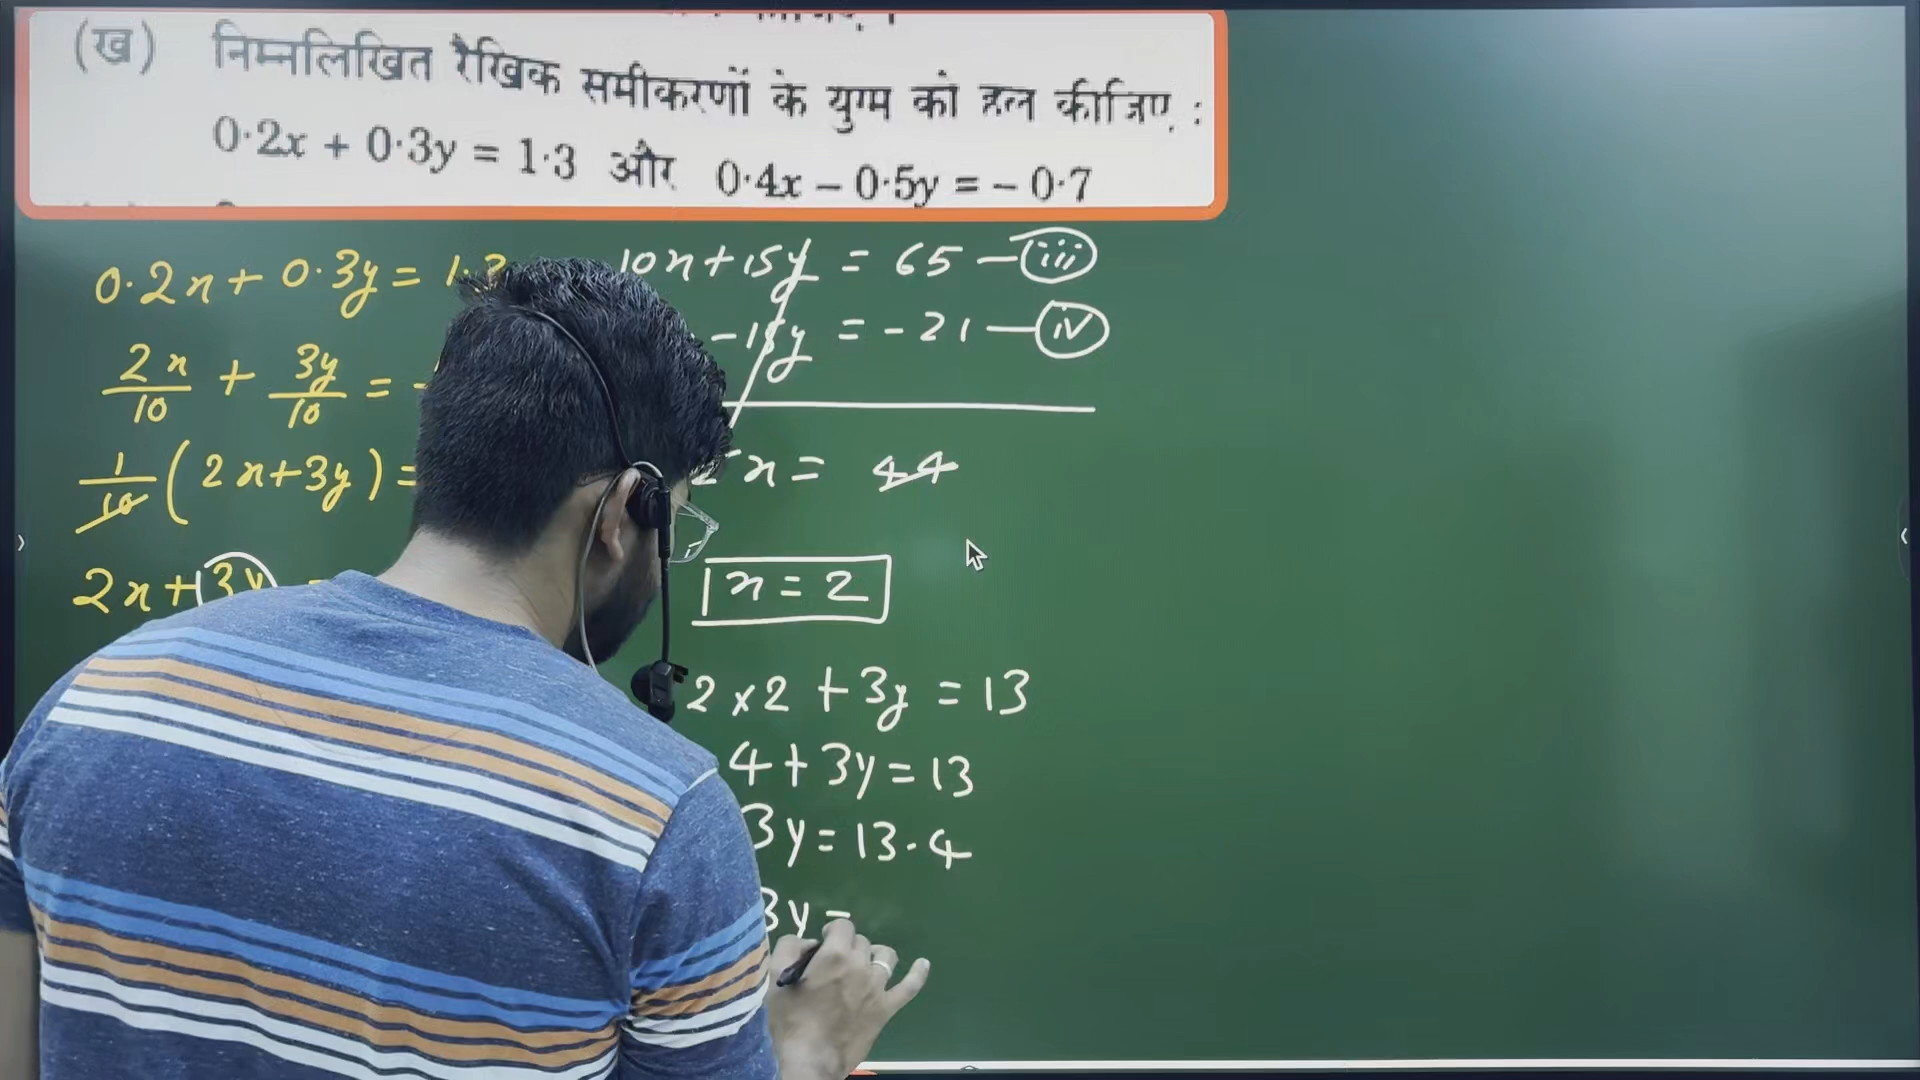 (ख) निम्नलिखित रैखिक समीकरणों के युग्म को हल कीजिए :
0·2x + 0·3y = 1·3 और 0·4x – 0·5y = – 0·7
0.2x + 0.3y = 1.3
2x/10 + 3y/10 =
1/10 (2x+3y) =
2x + 3y =
10x + 15y = 65 — (iii)
-15y = -21 — (iv)
x = 44
x = 2
2 × 2 + 3y = 13
4 + 3y = 13
3y = 13 - 4
3y =